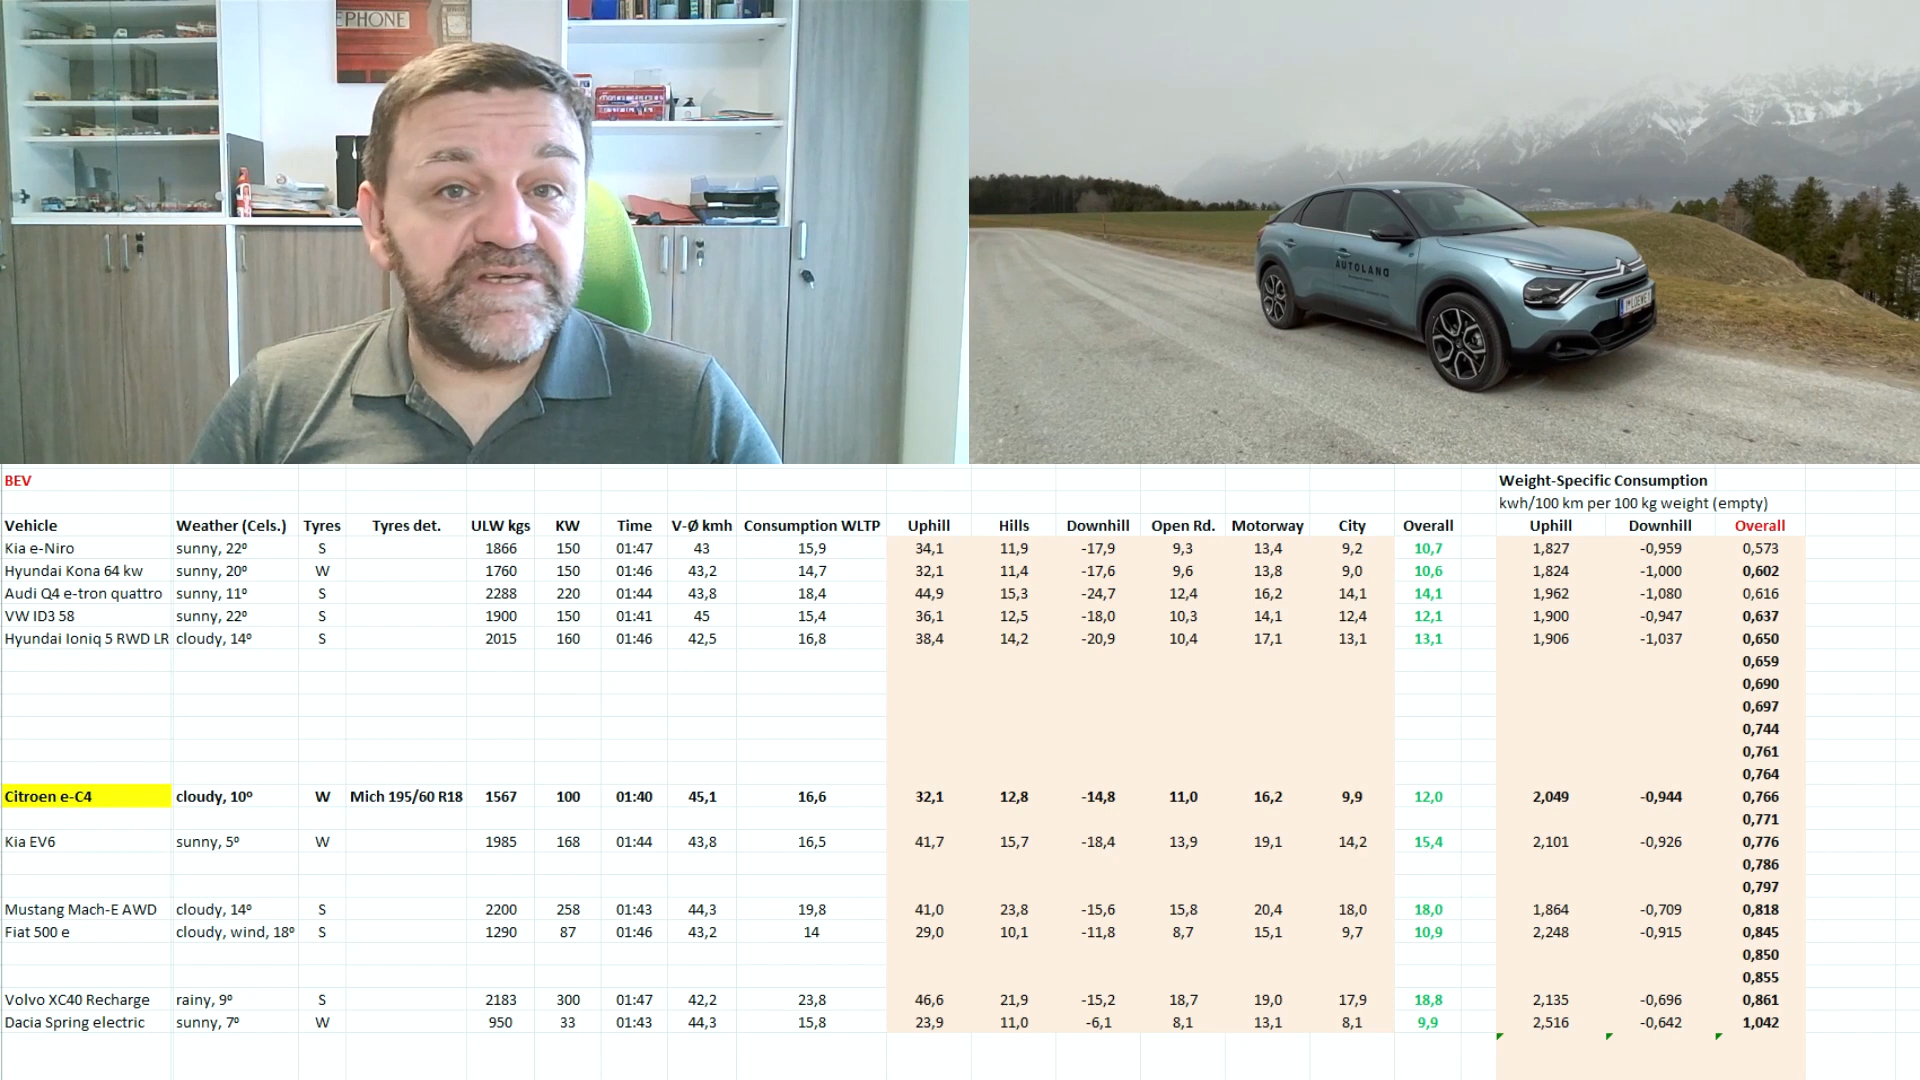 EPHONE
AUTOLAND
BEV
Weight-Specific Consumption
kwh/100 km per 100 kg weight (empty)
Vehicle Weather (Cels.) Tyres Tyres det. ULW kgs KW Time V-Ø kmh Consumption WLTP Uphill Hills Downhill Open Rd. Motorway City Overall Uphill Downhill Overall
Kia e-Niro sunny, 22º S 1866 150 01:47 43 15,9 34,1 11,9 -17,9 9,3 13,4 9,2 10,7 1,827 -0,959 0,573
Hyundai Kona 64 kw sunny, 20º W 1760 150 01:46 43,2 14,7 32,1 11,4 -17,6 9,6 13,8 9,0 10,6 1,824 -1,000 0,602
Audi Q4 e-tron quattro sunny, 11º S 2288 220 01:44 43,8 18,4 44,9 15,3 -24,7 12,4 16,2 14,1 14,1 1,962 -1,080 0,616
VW ID3 58 sunny, 22º S 1900 150 01:41 45 15,4 36,1 12,5 -18,0 10,3 14,1 12,4 12,1 1,900 -0,947 0,637
Hyundai Ioniq 5 RWD LR cloudy, 14º S 2015 160 01:46 42,5 16,8 38,4 14,2 -20,9 10,4 17,1 13,1 13,1 1,906 -1,037 0,650
0,659
0,690
0,697
0,744
0,761
0,764
Citroen e-C4 cloudy, 10º W Mich 195/60 R18 1567 100 01:40 45,1 16,6 32,1 12,8 -14,8 11,0 16,2 9,9 12,0 2,049 -0,944 0,766
0,771
Kia EV6 sunny, 5º W 1985 168 01:44 43,8 16,5 41,7 15,7 -18,4 13,9 19,1 14,2 15,4 2,101 -0,926 0,776
0,786
0,797
Mustang Mach-E AWD cloudy, 14º S 2200 258 01:43 44,3 19,8 41,0 23,8 -15,6 15,8 20,4 18,0 18,0 1,864 -0,709 0,818
Fiat 500 e cloudy, wind, 18º S 1290 87 01:46 43,2 14 29,0 10,1 -11,8 8,7 15,1 9,7 10,9 2,248 -0,915 0,845
0,850
0,855
Volvo XC40 Recharge rainy, 9º S 2183 300 01:47 42,2 23,8 46,6 21,9 -15,2 18,7 19,0 17,9 18,8 2,135 -0,696 0,861
Dacia Spring electric sunny, 7º W 950 33 01:43 44,3 15,8 23,9 11,0 -6,1 8,1 13,1 8,1 9,9 2,516 -0,642 1,042